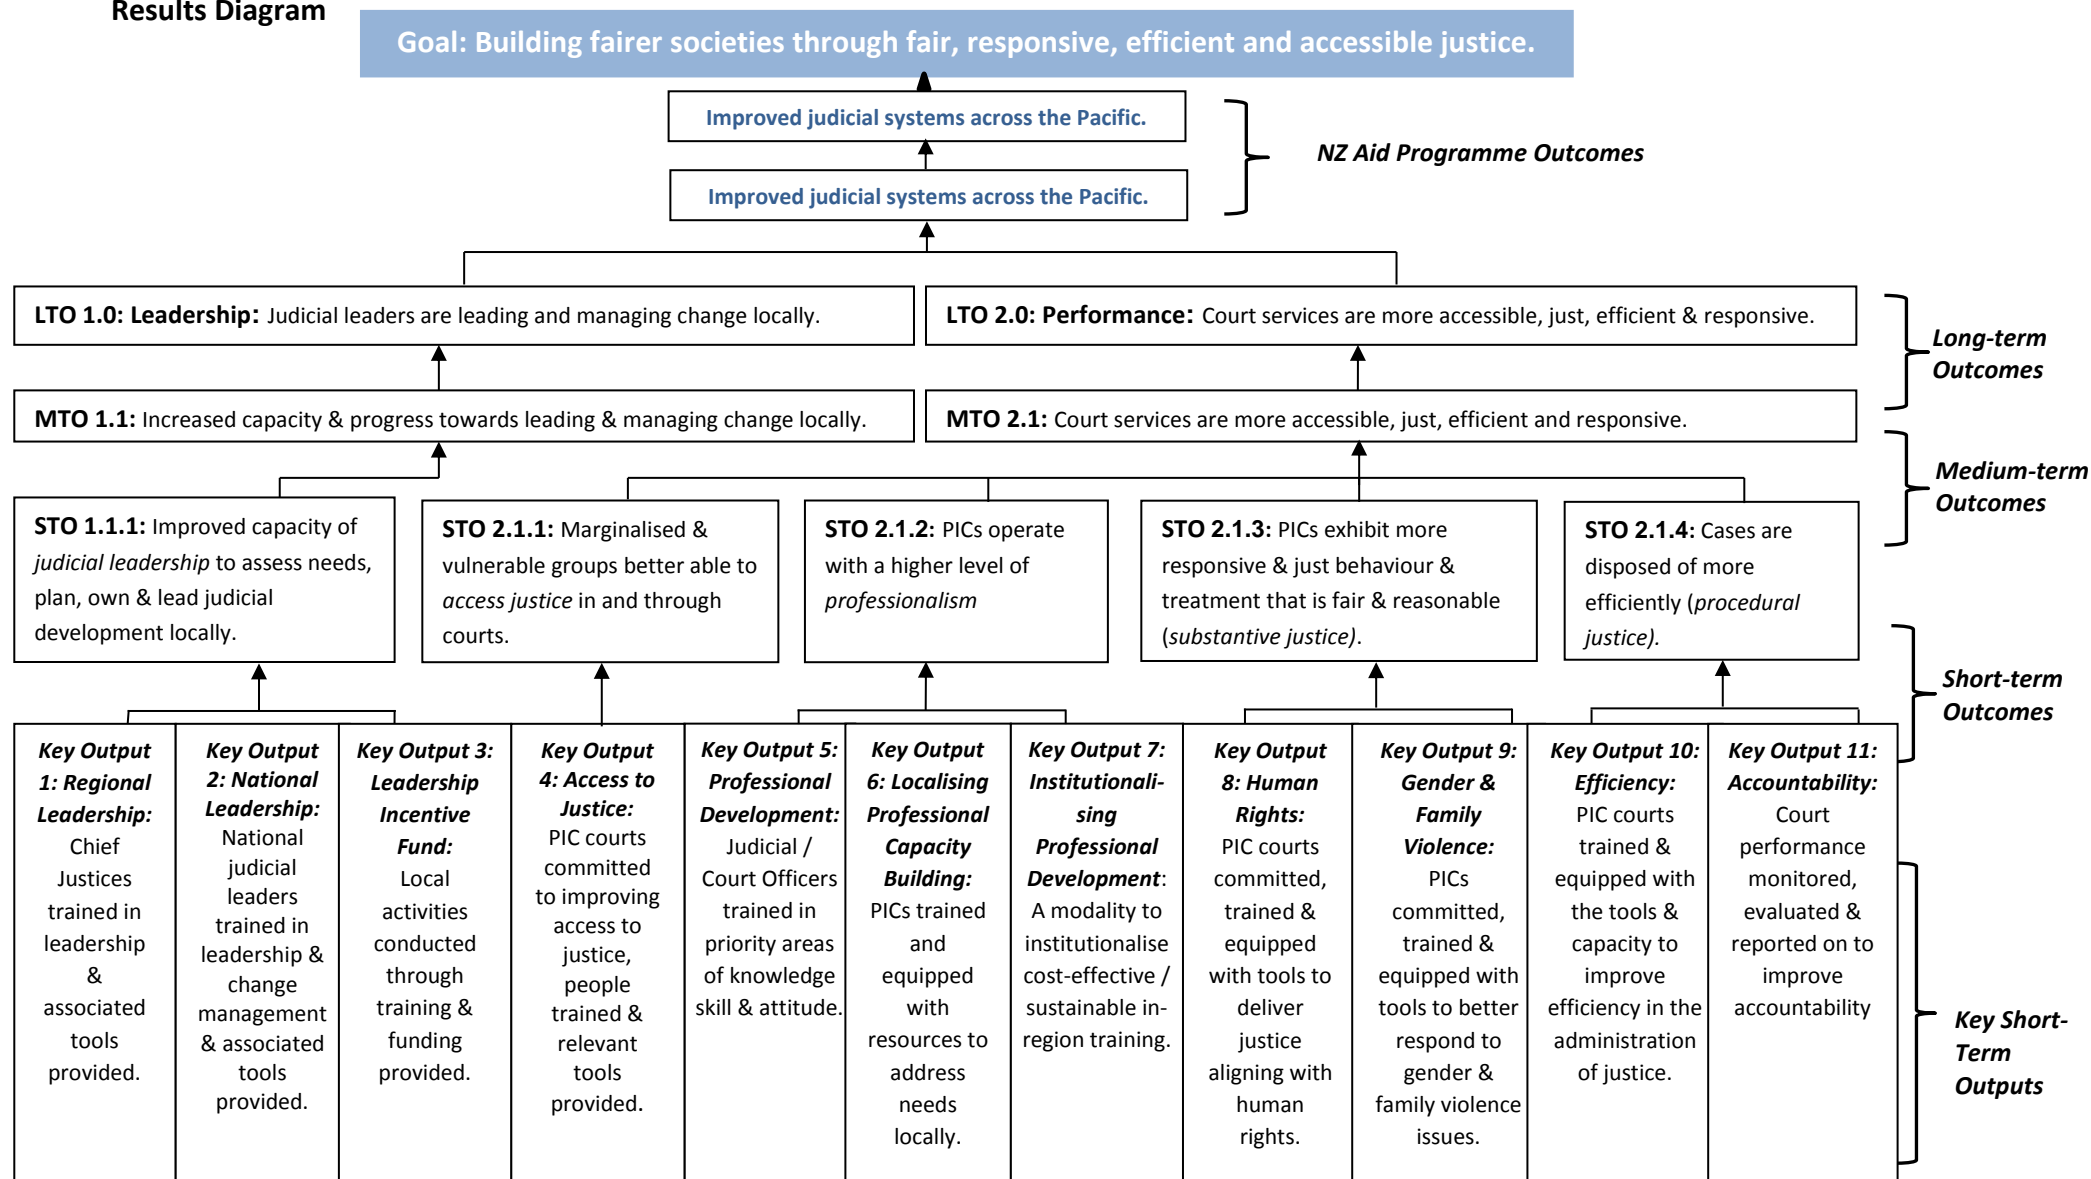 Results Diagram
Goal: Building fairer societies through fair, responsive, efficient and accessible justice.
Improved judicial systems across the Pacific.
NZ Aid Programme Outcomes
Improved judicial systems across the Pacific.
LTO 1.0: Leadership: Judicial leaders are leading and managing change locally.
LTO 2.0: Performance: Court services are more accessible, just, efficient & responsive.
Long-term
Outcomes
MTO 1.1: Increased capacity & progress towards leading & managing change locally.
MTO 2.1: Court services are more accessible, just, efficient and responsive.
Medium-term
Outcomes
STO 1.1.1: Improved capacity of
judicial leadership to assess needs,
plan, own & lead judicial
development locally.
STO 2.1.1: Marginalised &
vulnerable groups better able to
access justice in and through
courts.
STO 2.1.2: PICs operate
with a higher level of
professionalism
STO 2.1.3: PICs exhibit more
responsive & just behaviour &
treatment that is fair & reasonable
(substantive justice).
STO 2.1.4: Cases are
disposed of more
efficiently (procedural
justice).
Short-term
Outcomes
Key Output
1: Regional
Leadership:
Chief
Justices
trained in
leadership
&
associated
tools
provided.
Key Output
2: National
Leadership:
National
judicial
leaders
trained in
leadership &
change
management
& associated
tools
provided.
Key Output 3:
Leadership
Incentive
Fund:
Local
activities
conducted
through
training &
funding
provided.
Key Output
4: Access to
Justice:
PIC courts
committed
to improving
access to
justice,
people
trained &
relevant
tools
provided.
Key Output 5:
Professional
Development:
Judicial /
Court Officers
trained in
priority areas
of knowledge
skill & attitude.
Key Output
6: Localising
Professional
Capacity
Building:
PICs trained
and
equipped
with
resources to
address
needs
locally.
Key Output 7:
Institutionali-
sing
Professional
Development:
A modality to
institutionalise
cost-effective /
sustainable in-
region training.
Key Output
8: Human
Rights:
PIC courts
committed,
trained &
equipped
with tools to
deliver
justice
aligning with
human
rights.
Key Output 9:
Gender &
Family
Violence:
PICs
committed,
trained &
equipped with
tools to better
respond to
gender &
family violence
issues.
Key Output 10:
Efficiency:
PIC courts
trained &
equipped with
the tools &
capacity to
improve
efficiency in the
administration
of justice.
Key Output 11:
Accountability:
Court
performance
monitored,
evaluated &
reported on to
improve
accountability
Key Short-
Term
Outputs